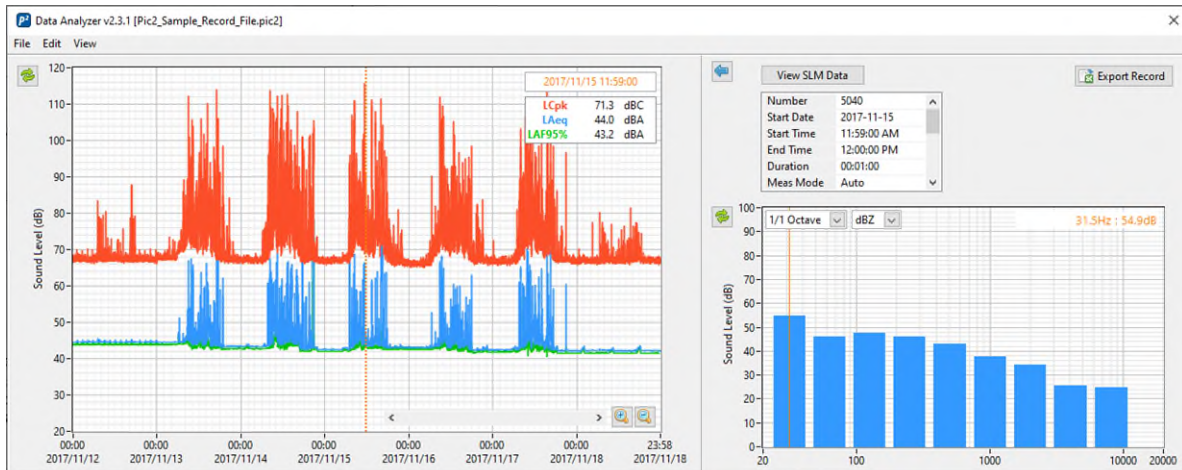 Data Analyzer v2.3.1 [Pic2_Sample_Record_File.pic2]
File Edit View
120
110
100
90
80
70
60
50
40
30
20
Sound Level (dB)
2017/11/15 11:59:00
LCpk 71.3 dBC
LAeq 44.0 dBA
LAF95% 43.2 dBA
00:00 00:00 00:00 00:00 00:00 00:00 00:00 23:58
2017/11/12 2017/11/13 2017/11/14 2017/11/15 2017/11/16 2017/11/17 2017/11/18 2017/11/18
View SLM Data
Export Record
Number 5040
Start Date 2017-11-15
Start Time 11:59:00 AM
End Time 12:00:00 PM
Duration 00:01:00
Meas Mode Auto
1/1 Octave
dBZ
31.5Hz : 54.9dB
100
90
80
70
60
50
40
30
20
10
0
Sound Level (dB)
20 100 1000 10000 20000